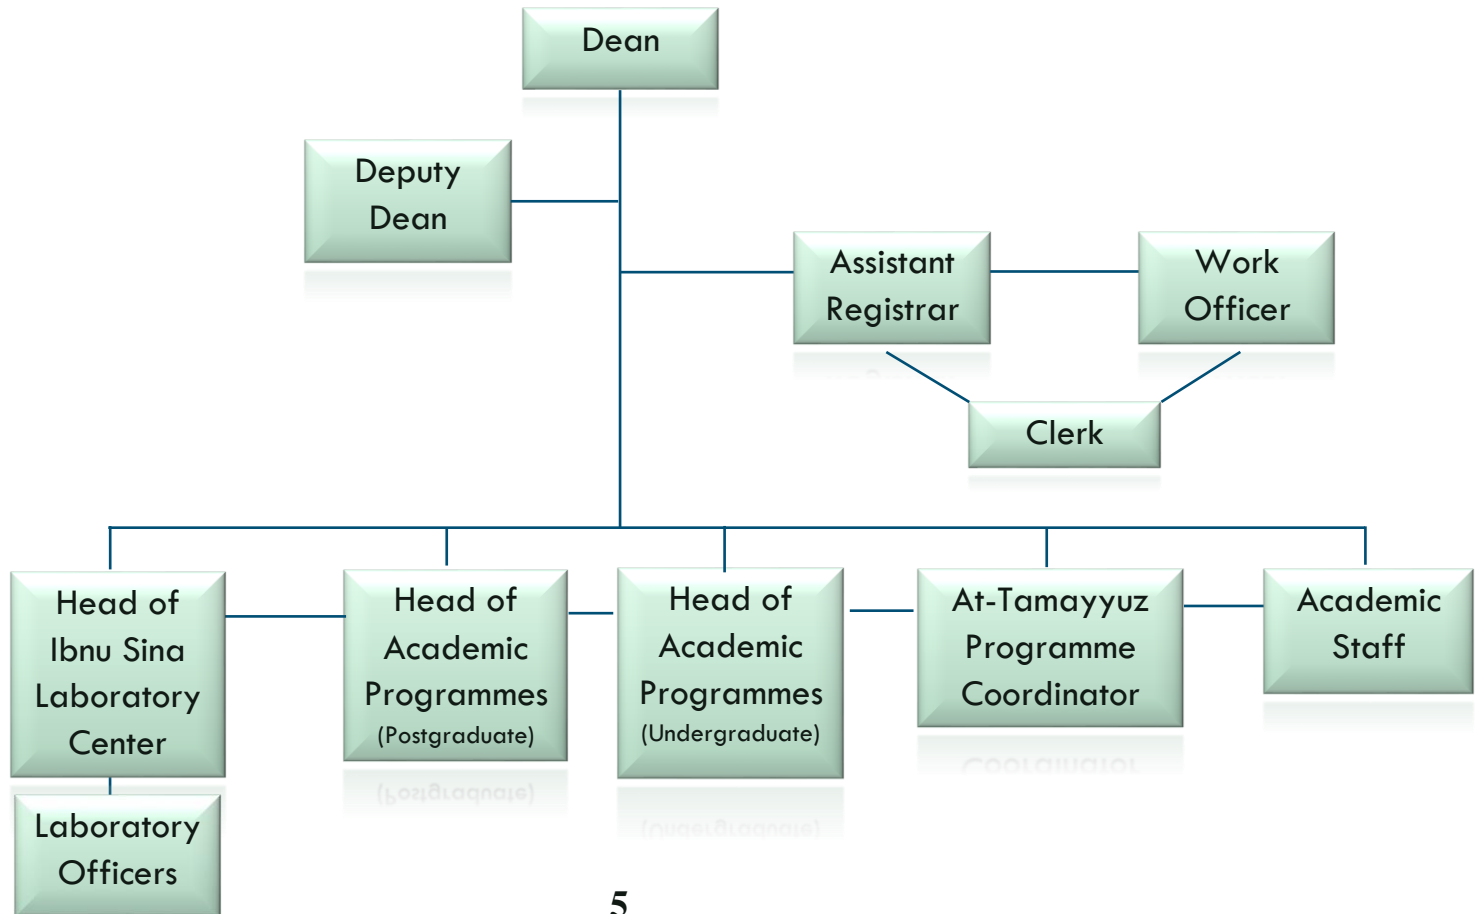 Dean
Deputy
Dean
Assistant
Registrar
Work
Officer
Clerk
Head of
Ibnu Sina
Laboratory
Center
Head of
Academic
Programmes
(Postgraduate)
Head of
Academic
Programmes
(Undergraduate)
At-Tamayyuz
Programme
Coordinator
Academic
Staff
Laboratory
Officers
5